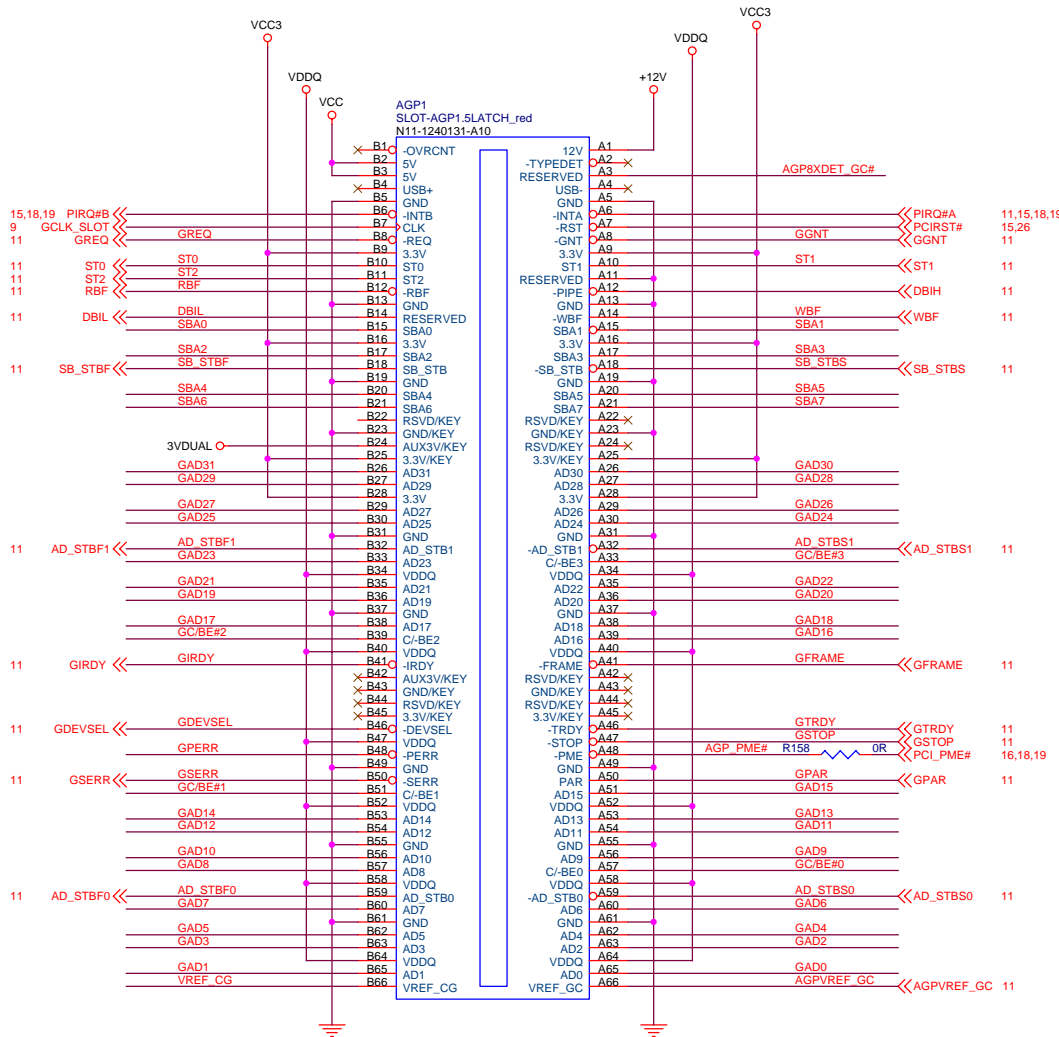 VCC3 VCC3
VDDQ
VDDQ +12V
VCC
AGP1
SLOT-AGP1.5LATCH_red
N11-1240131-A10
B1 -OVRCNT 12V A1
B2 5V -TYPEDET A2
B3 5V RESERVED A3 AGP8XDET_GC#
B4 USB+ USB- A4
B5 GND GND A5
15,18,19 PIRQ#B B6 -INTB -INTA A6 PIRQ#A 11,15,18,19
9 GCLK_SLOT B7 CLK -RST A7 PCIRST# 15,26
11 GREQ GREQ B8 -REQ -GNT A8 GGNT GGNT 11
B9 3.3V 3.3V A9
11 ST0 ST0 B10 ST0 ST1 A10 ST1 ST1 11
11 ST2 ST2 B11 ST2 RESERVED A11
11 RBF RBF B12 -RBF -PIPE A12 DBIH 11
B13 GND GND A13
11 DBIL DBIL B14 RESERVED -WBF A14 WBF WBF 11
SBA0 B15 SBA0 SBA1 A15 SBA1
B16 3.3V 3.3V A16
SBA2 B17 SBA2 SBA3 A17 SBA3
11 SB_STBF SB_STBF B18 SB_STB -SB_STB A18 SB_STBS SB_STBS 11
B19 GND GND A19
SBA4 B20 SBA4 SBA5 A20 SBA5
SBA6 B21 SBA6 SBA7 A21 SBA7
B22 RSVD/KEY RSVD/KEY A22
B23 GND/KEY GND/KEY A23
3VDUAL B24 AUX3V/KEY RSVD/KEY A24
B25 3.3V/KEY 3.3V/KEY A25
GAD31 B26 AD31 AD30 A26 GAD30
GAD29 B27 AD29 AD28 A27 GAD28
B28 3.3V 3.3V A28
GAD27 B29 AD27 AD26 A29 GAD26
GAD25 B30 AD25 AD24 A30 GAD24
B31 GND GND A31
11 AD_STBF1 AD_STBF1 B32 AD_STB1 -AD_STB1 A32 AD_STBS1 AD_STBS1 11
GAD23 B33 AD23 C/-BE3 A33 GC/BE#3
B34 VDDQ VDDQ A34
GAD21 B35 AD21 AD22 A35 GAD22
GAD19 B36 AD19 AD20 A36 GAD20
B37 GND GND A37
GAD17 B38 AD17 AD18 A38 GAD18
GC/BE#2 B39 C/-BE2 AD16 A39 GAD16
B40 VDDQ VDDQ A40
11 GIRDY GIRDY B41 -IRDY -FRAME A41 GFRAME GFRAME 11
B42 AUX3V/KEY RSVD/KEY A42
B43 GND/KEY GND/KEY A43
B44 RSVD/KEY RSVD/KEY A44
B45 3.3V/KEY 3.3V/KEY A45
11 GDEVSEL GDEVSEL B46 -DEVSEL -TRDY A46 GTRDY GTRDY 11
B47 VDDQ -STOP A47 GSTOP GSTOP 11
GPERR B48 -PERR -PME A48 AGP_PME# R158 0R PCI_PME# 16,18,19
B49 GND GND A49
11 GSERR GSERR B50 -SERR PAR A50 GPAR GPAR 11
GC/BE#1 B51 C/-BE1 AD15 A51 GAD15
B52 VDDQ VDDQ A52
GAD14 B53 AD14 AD13 A53 GAD13
GAD12 B54 AD12 AD11 A54 GAD11
B55 GND GND A55
GAD10 B56 AD10 AD9 A56 GAD9
GAD8 B57 AD8 C/-BE0 A57 GC/BE#0
B58 VDDQ VDDQ A58
11 AD_STBF0 AD_STBF0 B59 AD_STB0 -AD_STB0 A59 AD_STBS0 AD_STBS0 11
GAD7 B60 AD7 AD6 A60 GAD6
B61 GND GND A61
GAD5 B62 AD5 AD4 A62 GAD4
GAD3 B63 AD3 AD2 A63 GAD2
B64 VDDQ VDDQ A64
GAD1 B65 AD1 AD0 A65 GAD0
VREF_CG B66 VREF_CG VREF_GC A66 AGPVREF_GC AGPVREF_GC 11